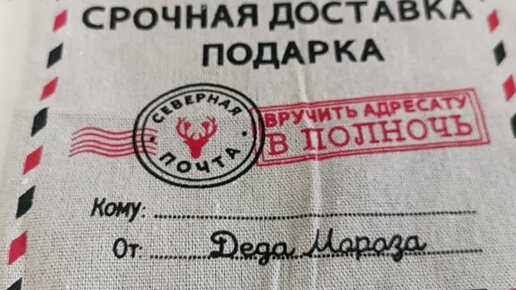 СРОЧНАЯ ДОСТАВКА
ПОДАРКА
СЕВЕРНАЯ
ПОЧТА
ВРУЧИТЬ АДРЕСАТУ
В ПОЛНОЧЬ
Кому:
От: Деда Мороза